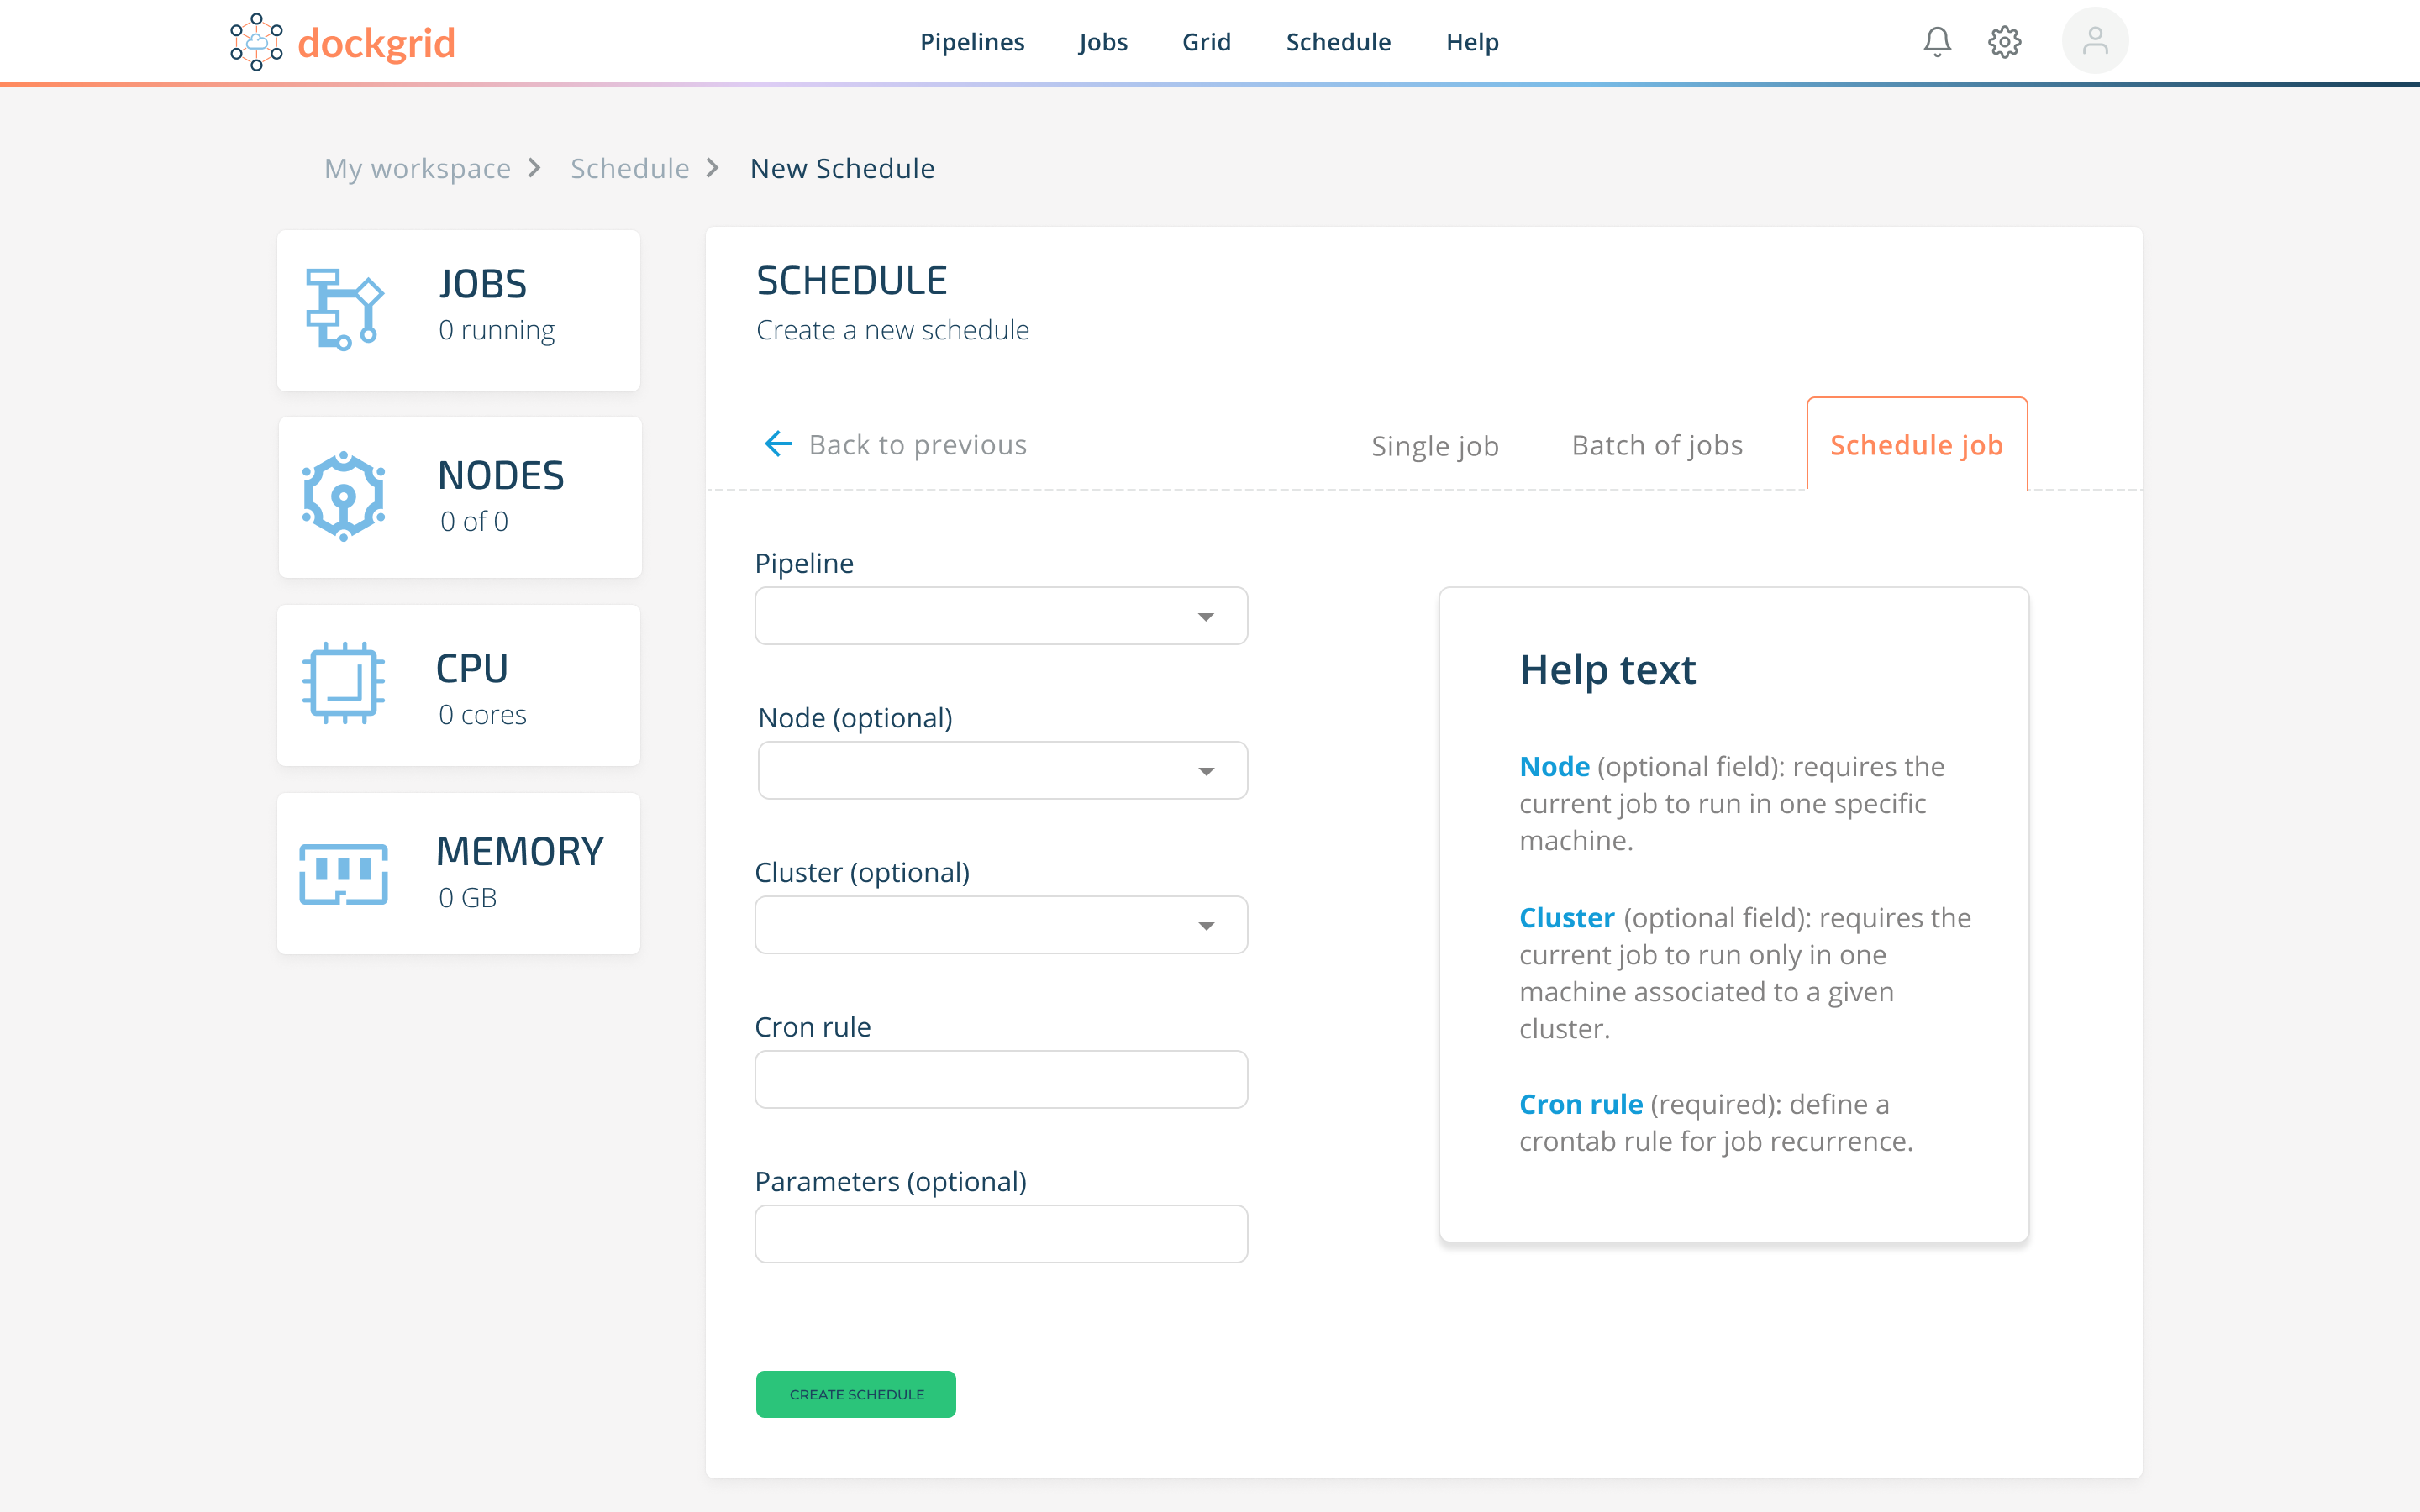 dockgrid
Pipelines Jobs Grid Schedule Help
My workspace Schedule New Schedule
JOBS
0 running
NODES
0 of 0
CPU
0 cores
MEMORY
0 GB
SCHEDULE
Create a new schedule
Back to previous
Single job
Batch of jobs
Schedule job
Pipeline
Node (optional)
Cluster (optional)
Cron rule
Parameters (optional)
CREATE SCHEDULE
Help text
Node (optional field): requires the
current job to run in one specific
machine.
Cluster (optional field): requires the
current job to run only in one
machine associated to a given
cluster.
Cron rule (required): define a
crontab rule for job recurrence.